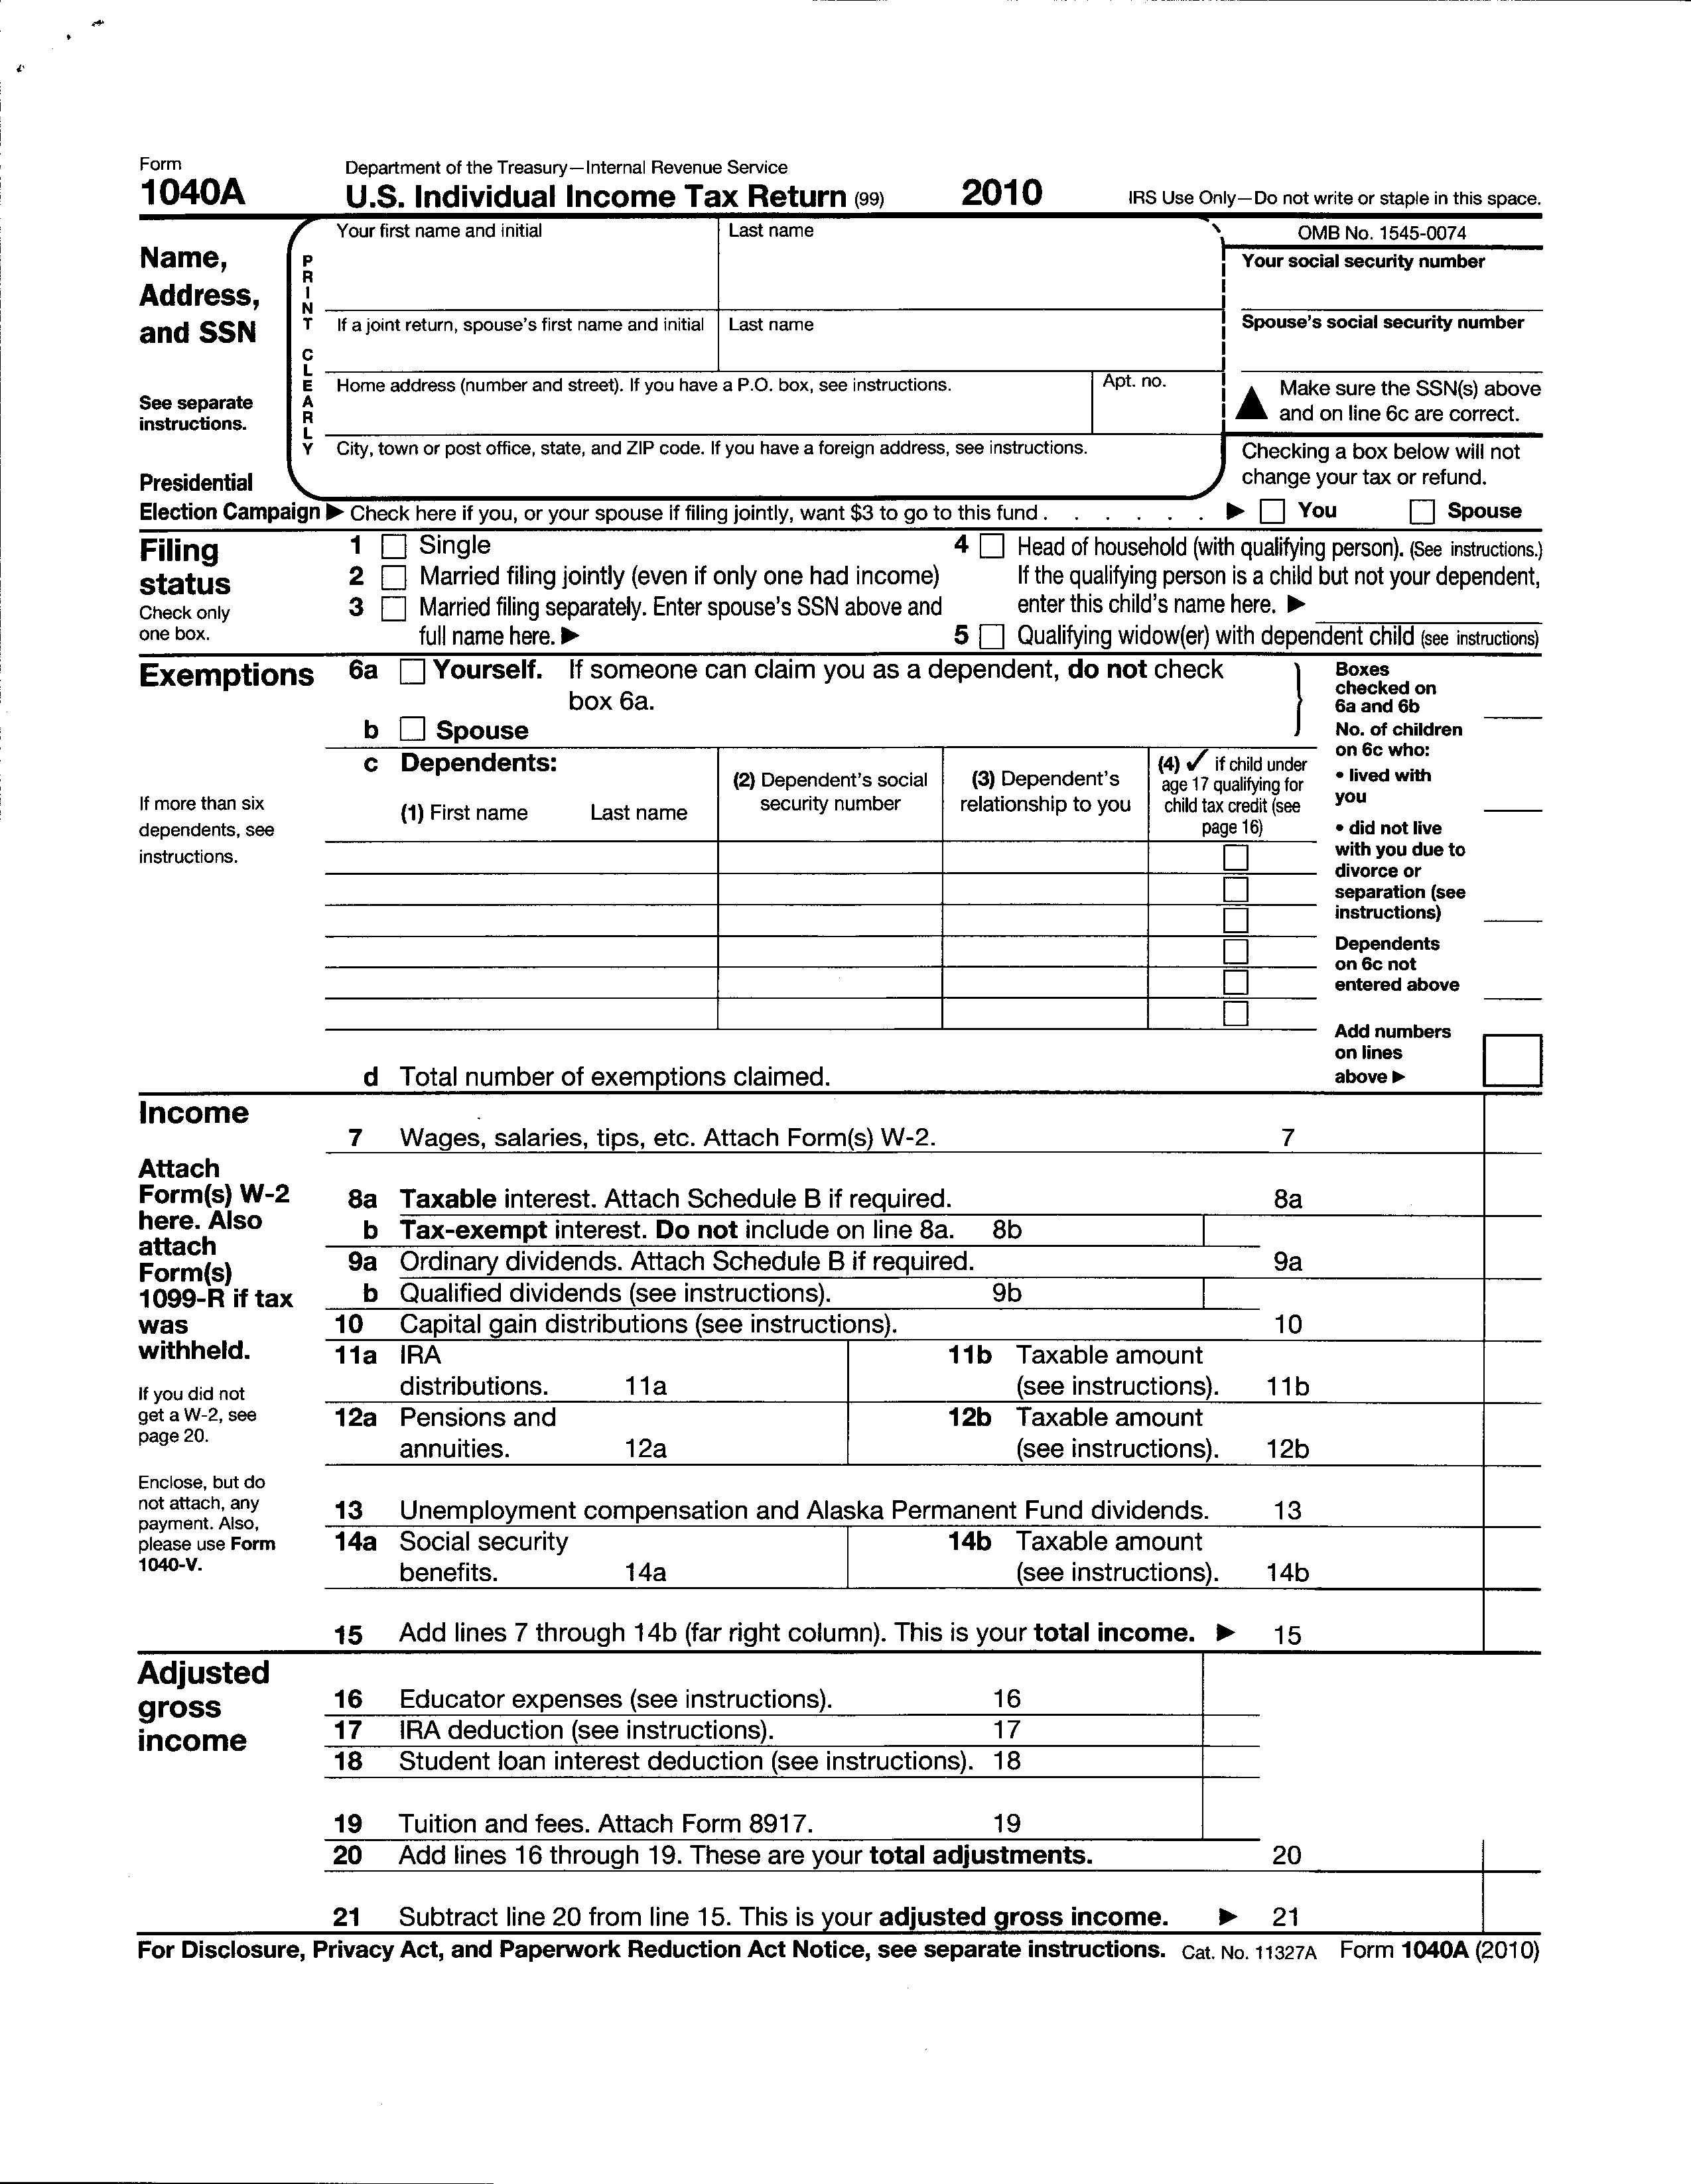 Form
1040A
Department of the Treasury—Internal Revenue Service
U.S. Individual Income Tax Return (99)
2010
IRS Use Only—Do not write or staple in this space.
Name,
Address,
and SSN
See separate
instructions.
PRINT CLEARLY
Your first name and initial
Last name
OMB No. 1545-0074
Your social security number
If a joint return, spouse's first name and initial
Last name
Spouse's social security number
Home address (number and street). If you have a P.O. box, see instructions.
Apt. no.
▲ Make sure the SSN(s) above
and on line 6c are correct.
City, town or post office, state, and ZIP code. If you have a foreign address, see instructions.
Checking a box below will not
change your tax or refund.
Presidential
Election Campaign ▶ Check here if you, or your spouse if filing jointly, want $3 to go to this fund . . . . . . ▶ ☐ You ☐ Spouse
Filing
status
Check only
one box.
1 ☐ Single
2 ☐ Married filing jointly (even if only one had income)
3 ☐ Married filing separately. Enter spouse's SSN above and
full name here. ▶
4 ☐ Head of household (with qualifying person). (See instructions.)
If the qualifying person is a child but not your dependent,
enter this child's name here. ▶
5 ☐ Qualifying widow(er) with dependent child (see instructions)
Exemptions
6a ☐ Yourself. If someone can claim you as a dependent, do not check
box 6a.
b ☐ Spouse
c Dependents:
(1) First name Last name
(2) Dependent's social
security number
(3) Dependent's
relationship to you
(4) ✓ if child under
age 17 qualifying for
child tax credit (see
page 16)
If more than six
dependents, see
instructions.
Boxes
checked on
6a and 6b
No. of children
on 6c who:
• lived with
you
• did not live
with you due to
divorce or
separation (see
instructions)
Dependents
on 6c not
entered above
Add numbers
on lines
above ▶
d Total number of exemptions claimed.
Income
Attach
Form(s) W-2
here. Also
attach
Form(s)
1099-R if tax
was
withheld.
If you did not
get a W-2, see
page 20.
Enclose, but do
not attach, any
payment. Also,
please use Form
1040-V.
7 Wages, salaries, tips, etc. Attach Form(s) W-2. 7
8a Taxable interest. Attach Schedule B if required. 8a
b Tax-exempt interest. Do not include on line 8a. 8b
9a Ordinary dividends. Attach Schedule B if required. 9a
b Qualified dividends (see instructions). 9b
10 Capital gain distributions (see instructions). 10
11a IRA
distributions. 11a
11b Taxable amount
(see instructions). 11b
12a Pensions and
annuities. 12a
12b Taxable amount
(see instructions). 12b
13 Unemployment compensation and Alaska Permanent Fund dividends. 13
14a Social security
benefits. 14a
14b Taxable amount
(see instructions). 14b
15 Add lines 7 through 14b (far right column). This is your total income. ▶ 15
Adjusted
gross
income
16 Educator expenses (see instructions). 16
17 IRA deduction (see instructions). 17
18 Student loan interest deduction (see instructions). 18
19 Tuition and fees. Attach Form 8917. 19
20 Add lines 16 through 19. These are your total adjustments. 20
21 Subtract line 20 from line 15. This is your adjusted gross income. ▶ 21
For Disclosure, Privacy Act, and Paperwork Reduction Act Notice, see separate instructions. Cat. No. 11327A Form 1040A (2010)